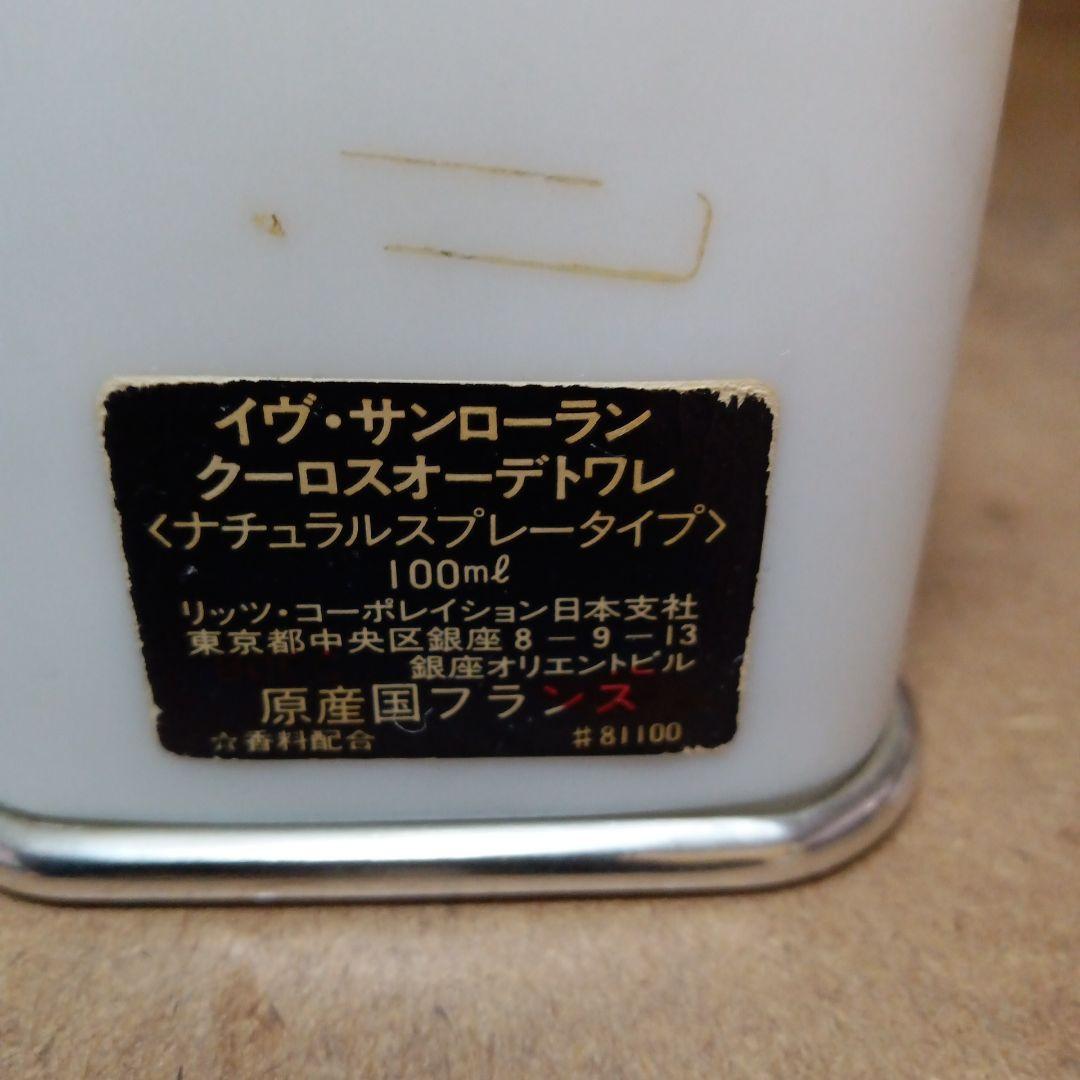 イヴ・サンローラン
クーロスオーデトワレ
〈ナチュラルスプレータイプ〉
100mℓ
リッツ・コーポレイション日本支社
東京都中央区銀座8－9－13
銀座オリエントビル
原産国フランス
☆香料配合 #81100